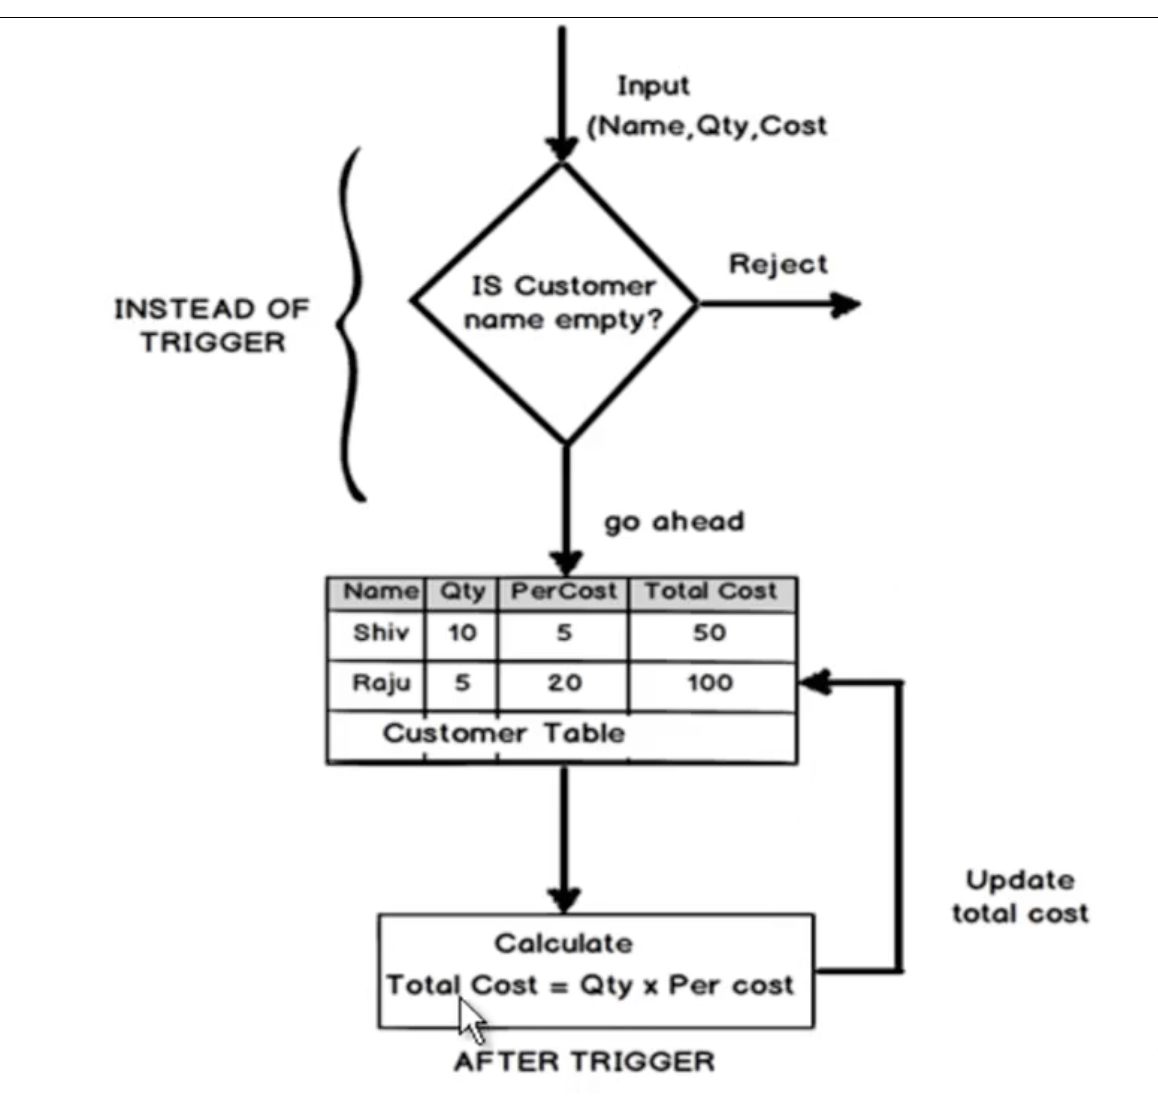 Input
(Name,Qty,Cost
IS Customer
name empty?
Reject
INSTEAD OF
TRIGGER
go ahead
Name Qty PerCost Total Cost
Shiv 10 5 50
Raju 5 20 100
Customer Table
Update
total cost
Calculate
Total Cost = Qty x Per cost
AFTER TRIGGER